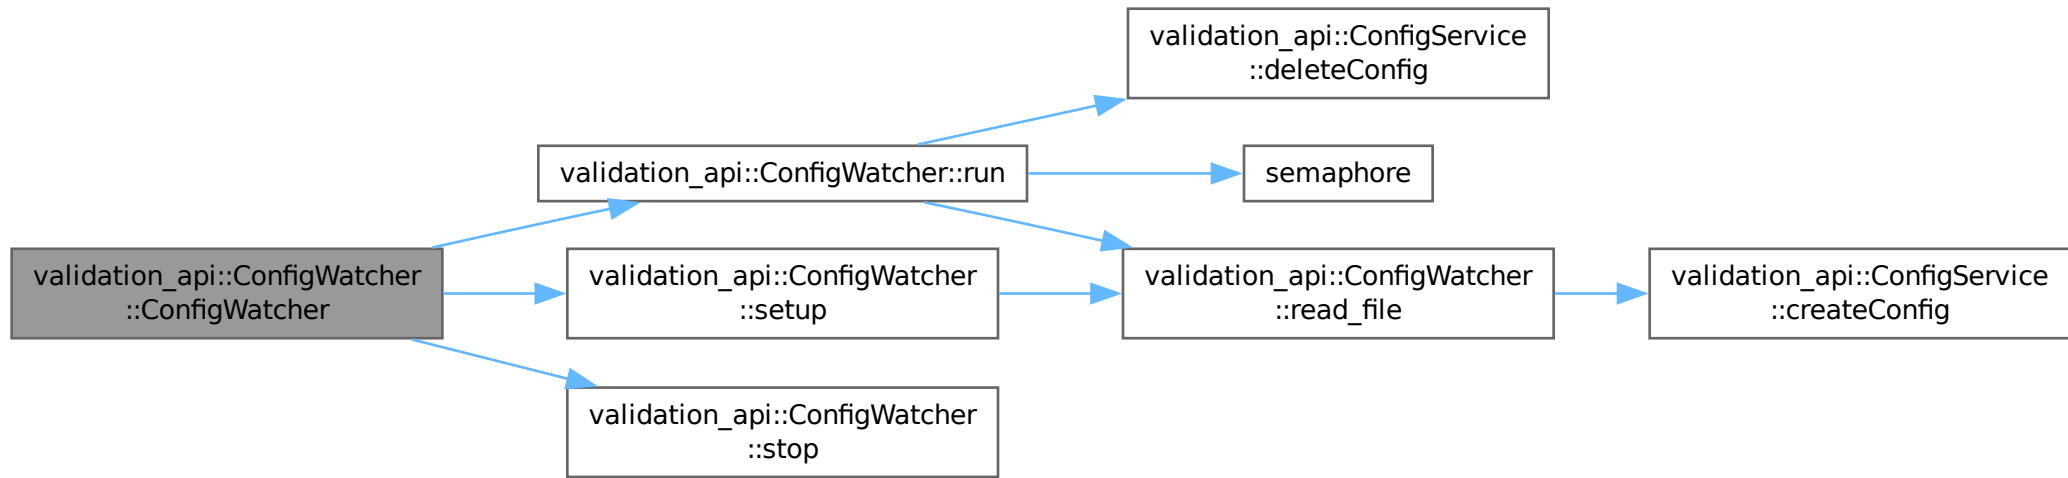 validation_api::ConfigWatcher
::ConfigWatcher
validation_api::ConfigWatcher::run
validation_api::ConfigService
::deleteConfig
semaphore
validation_api::ConfigWatcher
::read_file
validation_api::ConfigService
::createConfig
validation_api::ConfigWatcher
::setup
validation_api::ConfigWatcher
::stop